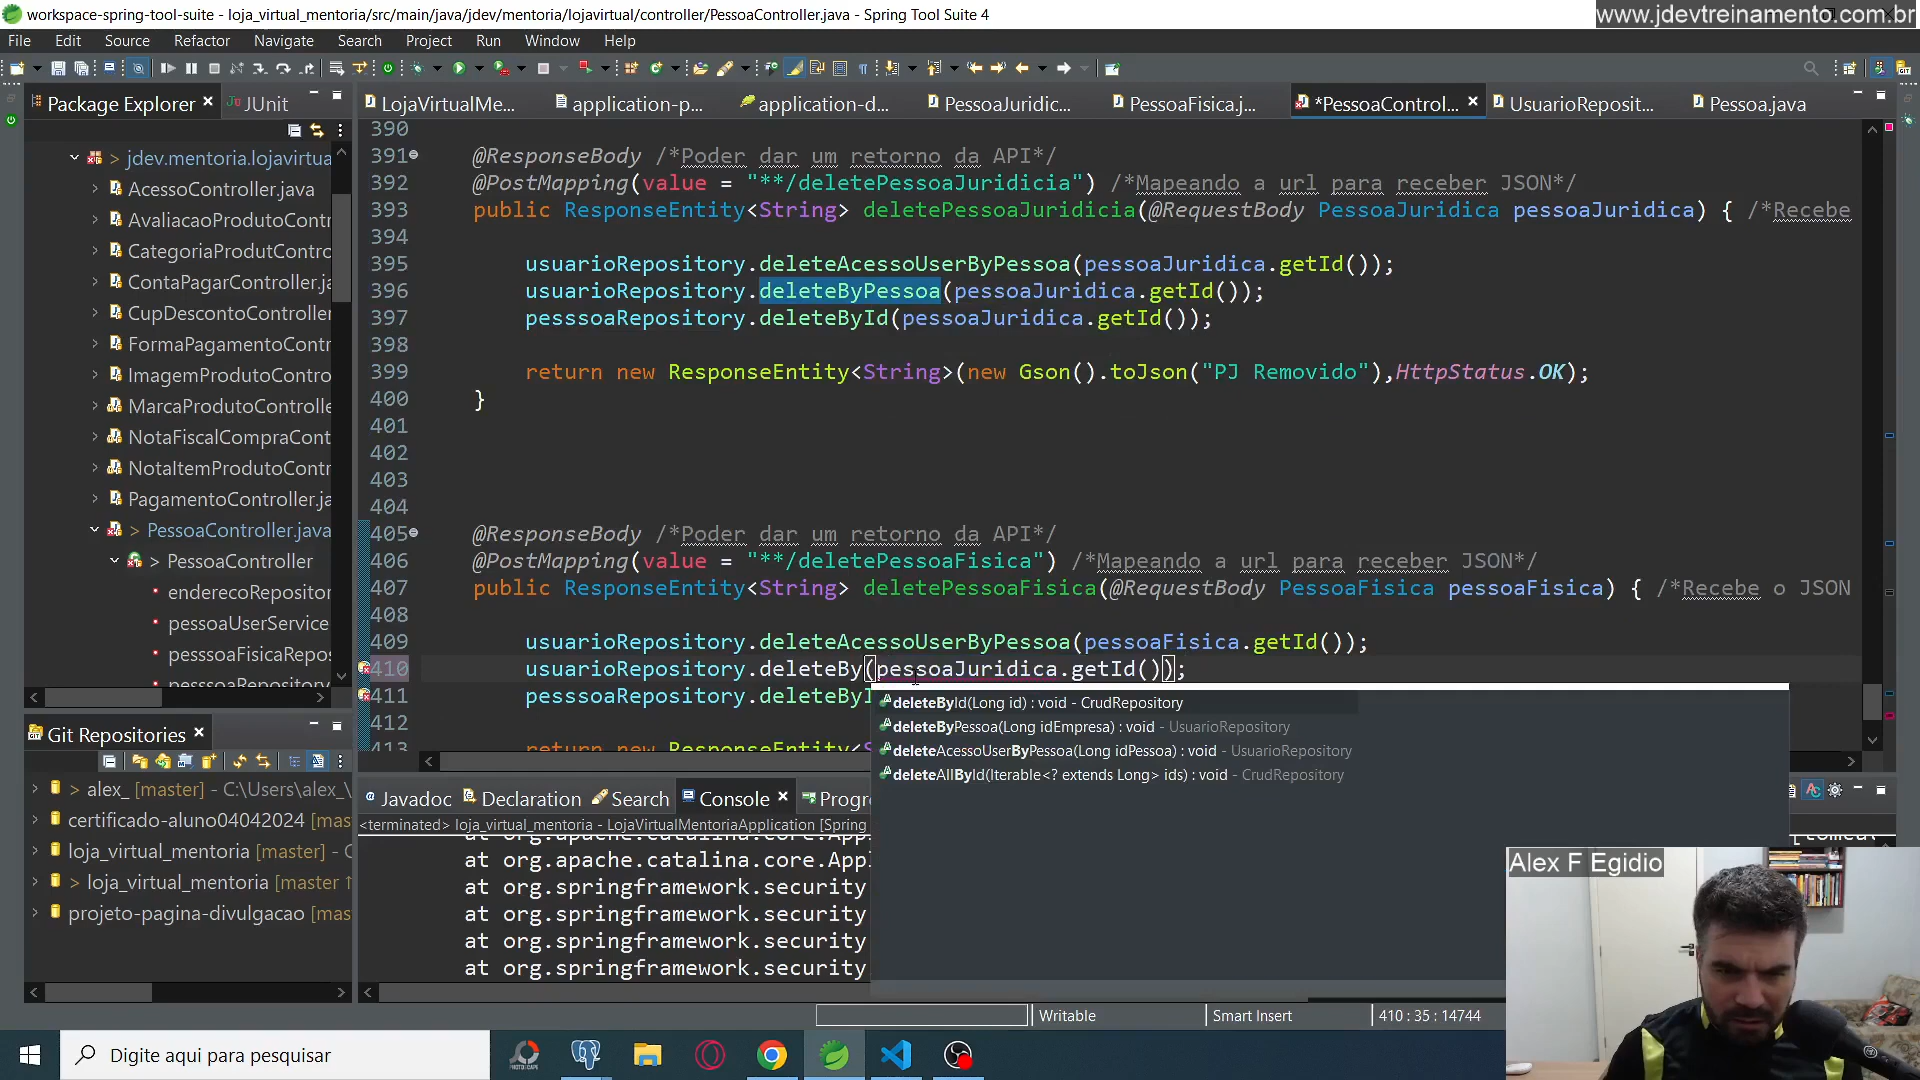 workspace-spring-tool-suite - loja_virtual_mentoria/src/main/java/jdev/mentoria/lojavirtual/controller/PessoaController.java - Spring Tool Suite 4
www.jdevtreinamento.com.br
File Edit Source Refactor Navigate Search Project Run Window Help
Package Explorer
JUnit
LojaVirtualMe...
application-p...
application-d...
PessoaJuridic...
PessoaFisica.j...
*PessoaControl...
UsuarioReposit...
Pessoa.java
> jdev.mentoria.lojavirtua
AcessoController.java
AvaliacaoProdutoContr
CategoriaProdutContro
ContaPagarController.ja
CupDescontoController
FormaPagamentoContr
ImagemProdutoContro
MarcaProdutoControlle
NotaFiscalCompraCont
NotaItemProdutoContr
PagamentoController.ja
> PessoaController.java
> PessoaController
enderecoRepositor
pessoaUserService
pesssoaFisicaRepos
pesssoaRepository
390
391 @ResponseBody /*Poder dar um retorno da API*/
392 @PostMapping(value = "**/deletePessoaJuridicia") /*Mapeando a url para receber JSON*/
393 public ResponseEntity<String> deletePessoaJuridicia(@RequestBody PessoaJuridica pessoaJuridica) { /*Recebe
394
395 usuarioRepository.deleteAcessoUserByPessoa(pessoaJuridica.getId());
396 usuarioRepository.deleteByPessoa(pessoaJuridica.getId());
397 pesssoaRepository.deleteById(pessoaJuridica.getId());
398
399 return new ResponseEntity<String>(new Gson().toJson("PJ Removido"),HttpStatus.OK);
400 }
401
402
403
404
405 @ResponseBody /*Poder dar um retorno da API*/
406 @PostMapping(value = "**/deletePessoaFisica") /*Mapeando a url para receber JSON*/
407 public ResponseEntity<String> deletePessoaFisica(@RequestBody PessoaFisica pessoaFisica) { /*Recebe o JSON
408
409 usuarioRepository.deleteAcessoUserByPessoa(pessoaFisica.getId());
410 usuarioRepository.deleteBy(pessoaJuridica.getId());
411 pesssoaRepository.deleteBy
412
413 return new ResponseEntity<S
deleteById(Long id) : void - CrudRepository
deleteByPessoa(Long idEmpresa) : void - UsuarioRepository
deleteAcessoUserByPessoa(Long idPessoa) : void - UsuarioRepository
deleteAllById(Iterable<? extends Long> ids) : void - CrudRepository
Git Repositories
> alex_ [master] - C:\Users\alex_\
certificado-aluno04042024 [mas
loja_virtual_mentoria [master] - C
> loja_virtual_mentoria [master ↑
projeto-pagina-divulgacao [mas
Javadoc
Declaration
Search
Console
Progr
<terminated> loja_virtual_mentoria - LojaVirtualMentoriaApplication [Spring
at org.apache.catalina.core.App
at org.apache.catalina.core.App
at org.springframework.security
at org.springframework.security
at org.springframework.security
at org.springframework.security
Alex F Egidio
Writable
Smart Insert
410 : 35 : 14744
Digite aqui para pesquisar